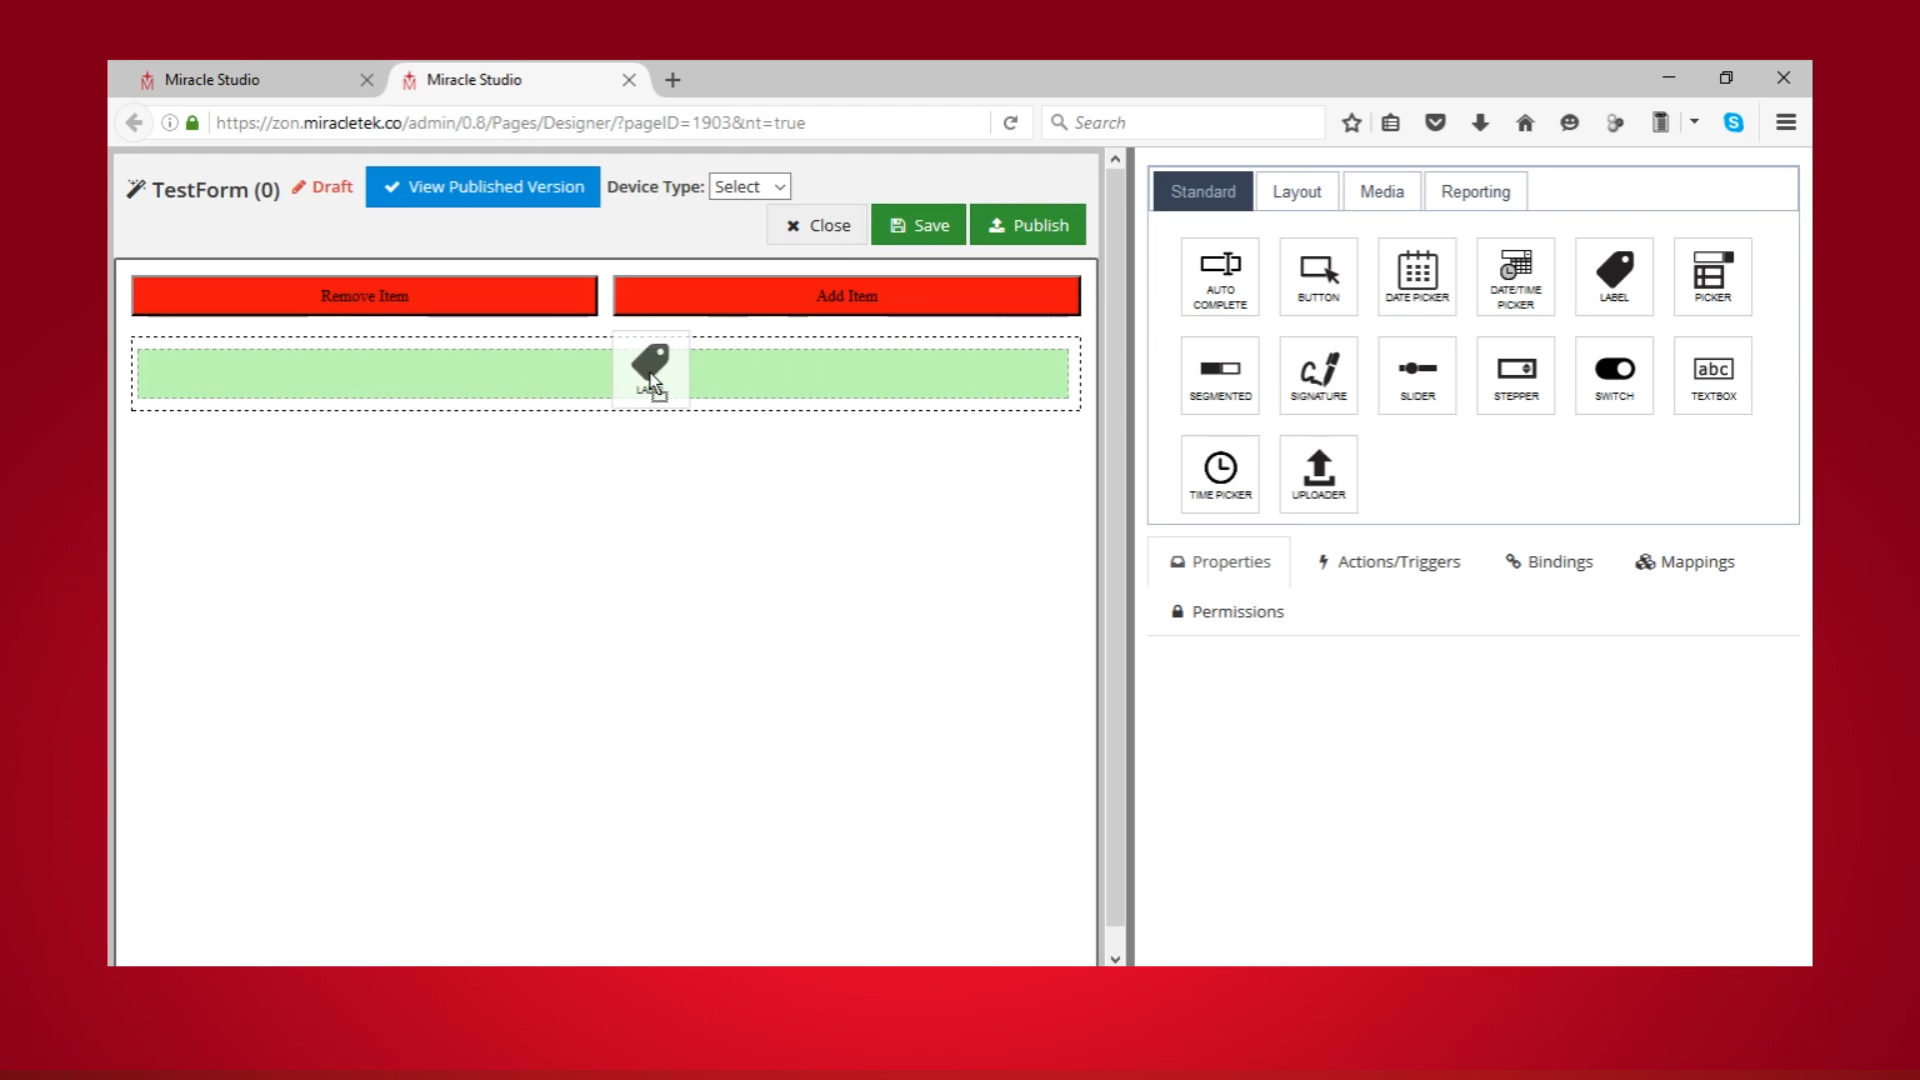 Miracle Studio
Miracle Studio
https://zon.miracletek.co/admin/0.8/Pages/Designer/?pageID=1903&nt=true
Search
TestForm (0) Draft View Published Version Device Type: Select
Close Save Publish
Remove Item Add Item
Standard Layout Media Reporting
AUTO COMPLETE
BUTTON
DATE PICKER
DATE/TIME PICKER
LABEL
PICKER
SEGMENTED
SIGNATURE
SLIDER
STEPPER
SWITCH
abc
TEXTBOX
TIME PICKER
UPLOADER
Properties Actions/Triggers Bindings Mappings
Permissions